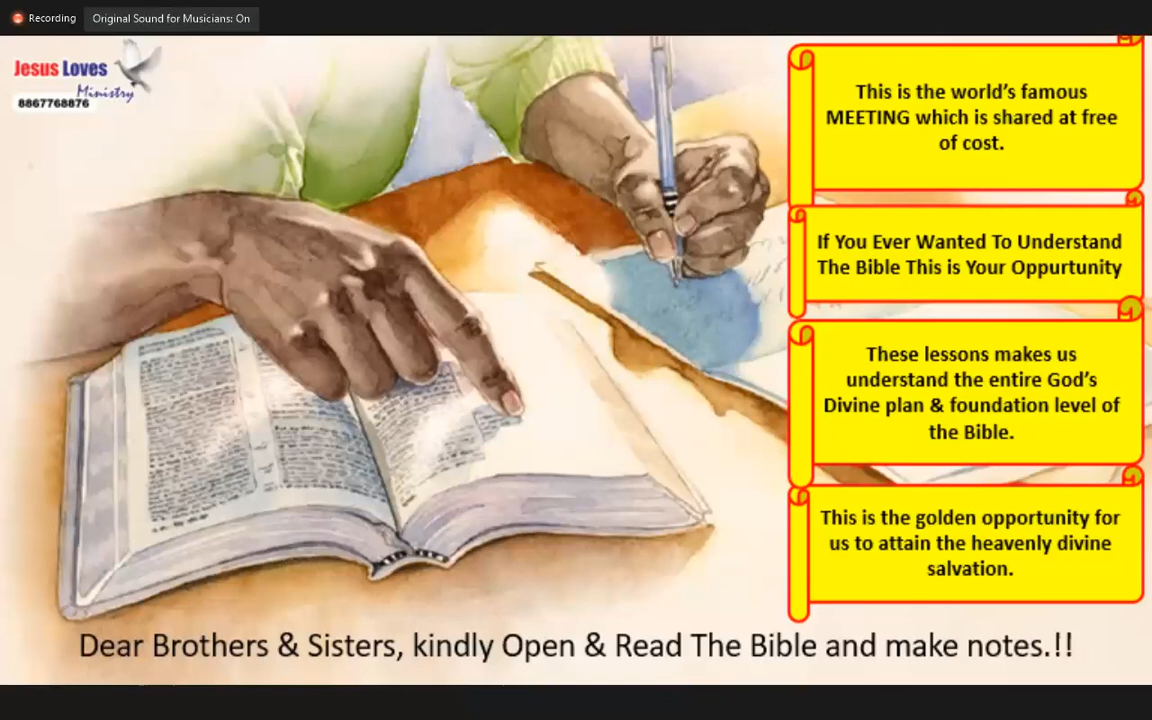 Recording
Original Sound for Musicians: On
Jesus Loves
Ministry
8867768876
This is the world's famous
MEETING which is shared at free
of cost.
If You Ever Wanted To Understand
The Bible This is Your Oppurtunity
These lessons makes us
understand the entire God's
Divine plan & foundation level of
the Bible.
This is the golden opportunity for
us to attain the heavenly divine
salvation.
Dear Brothers & Sisters, kindly Open & Read The Bible and make notes.!!